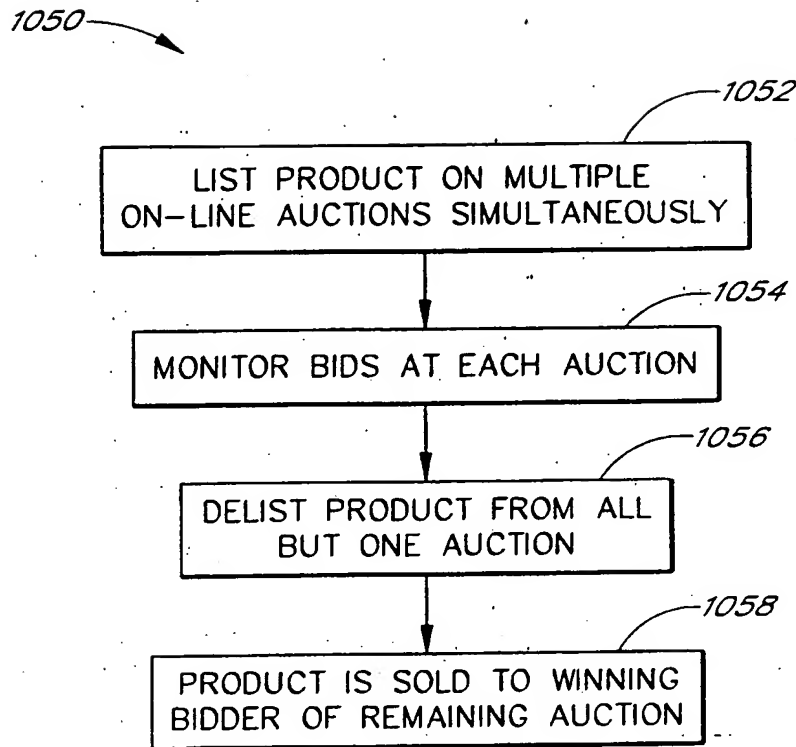 1050
1052
LIST PRODUCT ON MULTIPLE
ON-LINE AUCTIONS SIMULTANEOUSLY
1054
MONITOR BIDS AT EACH AUCTION
1056
DELIST PRODUCT FROM ALL
BUT ONE AUCTION
1058
PRODUCT IS SOLD TO WINNING
BIDDER OF REMAINING AUCTION